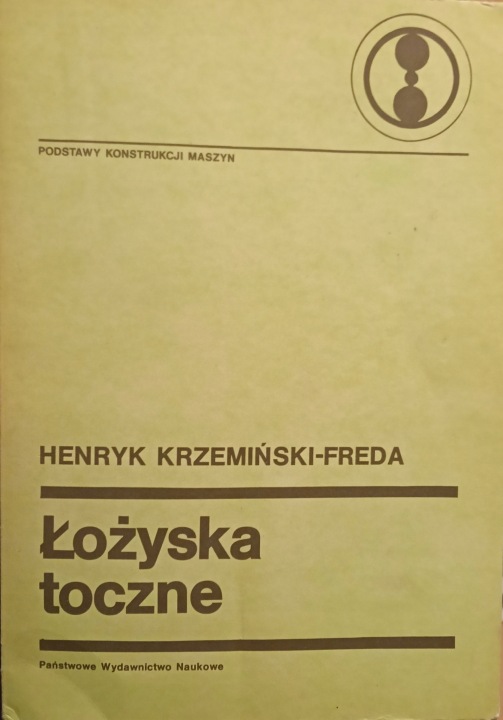 PODSTAWY KONSTRUKCJI MASZYN
HENRYK KRZEMIŃSKI-FREDA
Łożyska
toczne
Państwowe Wydawnictwo Naukowe